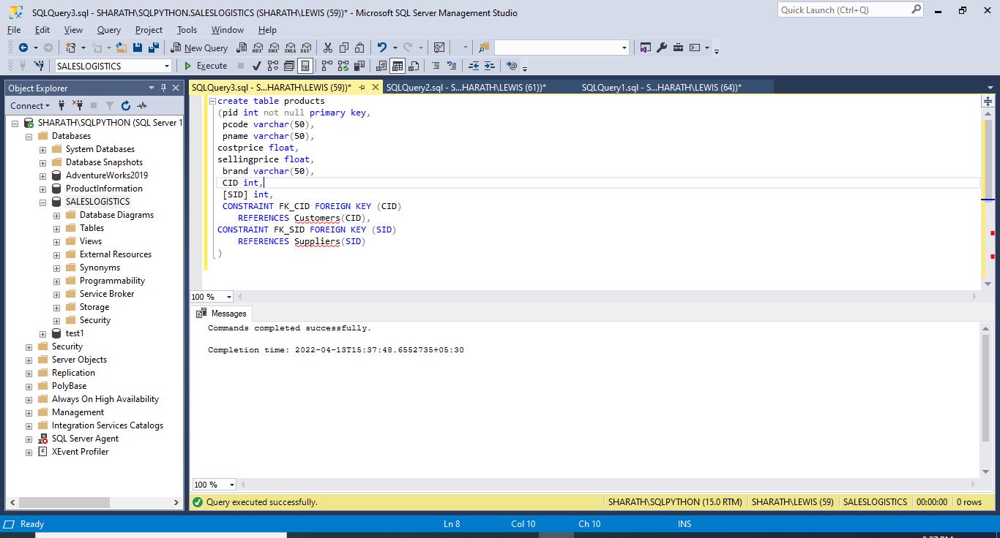 SQLQuery3.sql - SHARATH\SQLPYTHON.SALESLOGISTICS (SHARATH\LEWIS (59))* - Microsoft SQL Server Management Studio
Quick Launch (Ctrl+Q)
File Edit View Query Project Tools Window Help
New Query MDX DMX XMLA DAX
SALESLOGISTICS Execute
Object Explorer
Connect
SHARATH\SQLPYTHON (SQL Server 1
Databases
System Databases
Database Snapshots
AdventureWorks2019
ProductInformation
SALESLOGISTICS
Database Diagrams
Tables
Views
External Resources
Synonyms
Programmability
Service Broker
Storage
Security
test1
Security
Server Objects
Replication
PolyBase
Always On High Availability
Management
Integration Services Catalogs
SQL Server Agent
XEvent Profiler
SQLQuery3.sql - S...HARATH\LEWIS (59))* SQLQuery2.sql - S...HARATH\LEWIS (61))* SQLQuery1.sql - S...HARATH\LEWIS (64))*
create table products
(pid int not null primary key,
pcode varchar(50),
pname varchar(50),
costprice float,
sellingprice float,
brand varchar(50),
CID int,
[SID] int,
CONSTRAINT FK_CID FOREIGN KEY (CID)
REFERENCES Customers(CID),
CONSTRAINT FK_SID FOREIGN KEY (SID)
REFERENCES Suppliers(SID)
)
100 %
Messages
Commands completed successfully.
Completion time: 2022-04-13T15:37:48.6552735+05:30
100 %
Query executed successfully. SHARATH\SQLPYTHON (15.0 RTM) SHARATH\LEWIS (59) SALESLOGISTICS 00:00:00 0 rows
Ready Ln 8 Col 10 Ch 10 INS